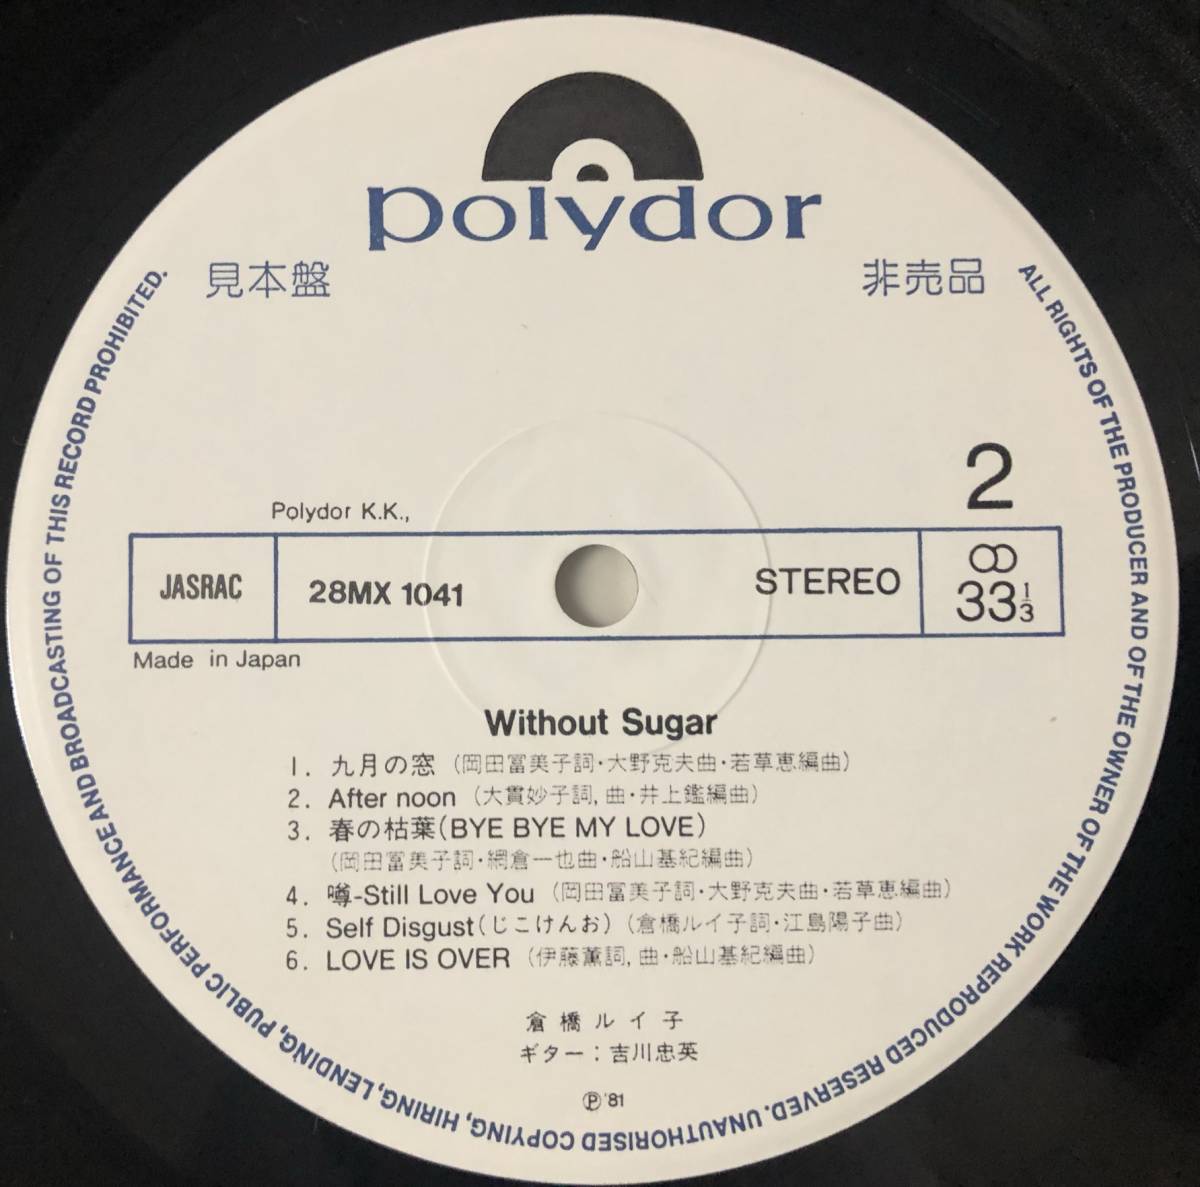 polydor
見本盤
非売品
2
Polydor K.K.,
JASRAC
28MX 1041
STEREO
33 1/3
Made in Japan
Without Sugar
1. 九月の窓 (岡田冨美子詞・大野克夫曲・若草恵編曲)
2. After noon (大貫妙子詞, 曲・井上鑑編曲)
3. 春の枯葉(BYE BYE MY LOVE)
(岡田冨美子詞・網倉一也曲・船山基紀編曲)
4. 噂-Still Love You (岡田冨美子詞・大野克夫曲・若草恵編曲)
5. Self Disgust(じこけんお) (倉橋ルイ子詞・江島陽子曲)
6. LOVE IS OVER (伊藤薫詞, 曲・船山基紀編曲)
倉橋ルイ子
ギター:吉川忠英
Ⓟ'81
ALL RIGHTS OF THE PRODUCER AND OF THE OWNER OF THE WORK REPRODUCED RESERVED. UNAUTHORISED COPYING, HIRING, LENDING, PUBLIC PERFORMANCE AND BROADCASTING OF THIS RECORD PROHIBITED.